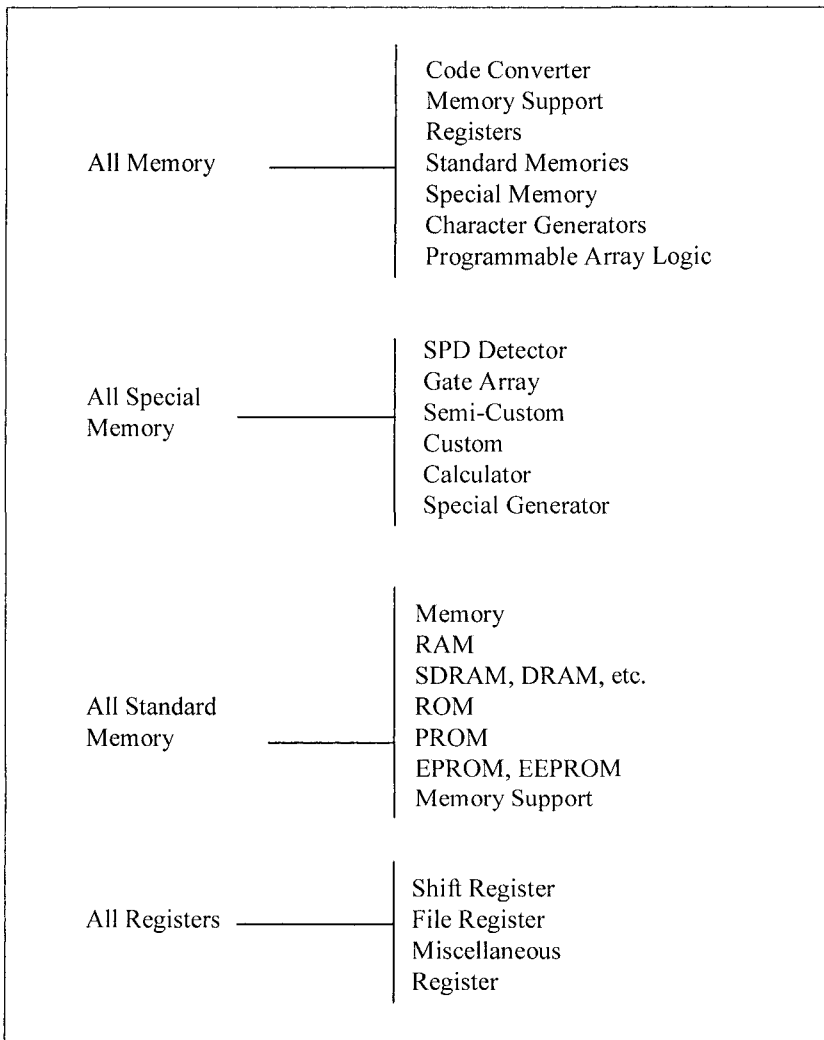 All Memory
Code Converter
Memory Support
Registers
Standard Memories
Special Memory
Character Generators
Programmable Array Logic
All Special
Memory
SPD Detector
Gate Array
Semi-Custom
Custom
Calculator
Special Generator
All Standard
Memory
Memory
RAM
SDRAM, DRAM, etc.
ROM
PROM
EPROM, EEPROM
Memory Support
All Registers
Shift Register
File Register
Miscellaneous
Register